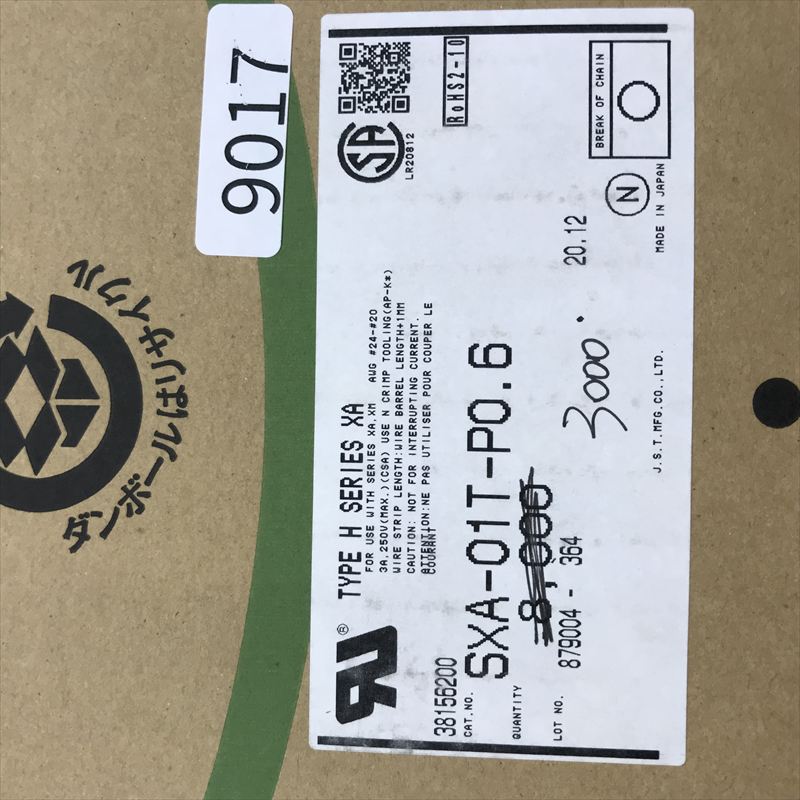 9017
ダンボールはリサイクル
TYPE H SERIES XA
FOR USE WITH SERIES XA,XM AWG #24-#20
3A,250V(MAX.)(CSA) USE N CRIMP TOOLING(AP-K*)
WIRE STRIP LENGTH:WIRE BARREL LENGTH+1MM
CAUTION: NOT FOR INTERRUPTING CURRENT.
ATTENTION:NE PAS UTILISER POUR COUPER LE
COURANT
SA
LR20812
RoHS2-10
BREAK OF CHAIN
N
MADE IN JAPAN
38156200
CAT.NO. SXA-01T-P0.6
QUANTITY 8,000 3000.
LOT NO. 879004 - 364 20.12
J.S.T.MFG.CO.,LTD.